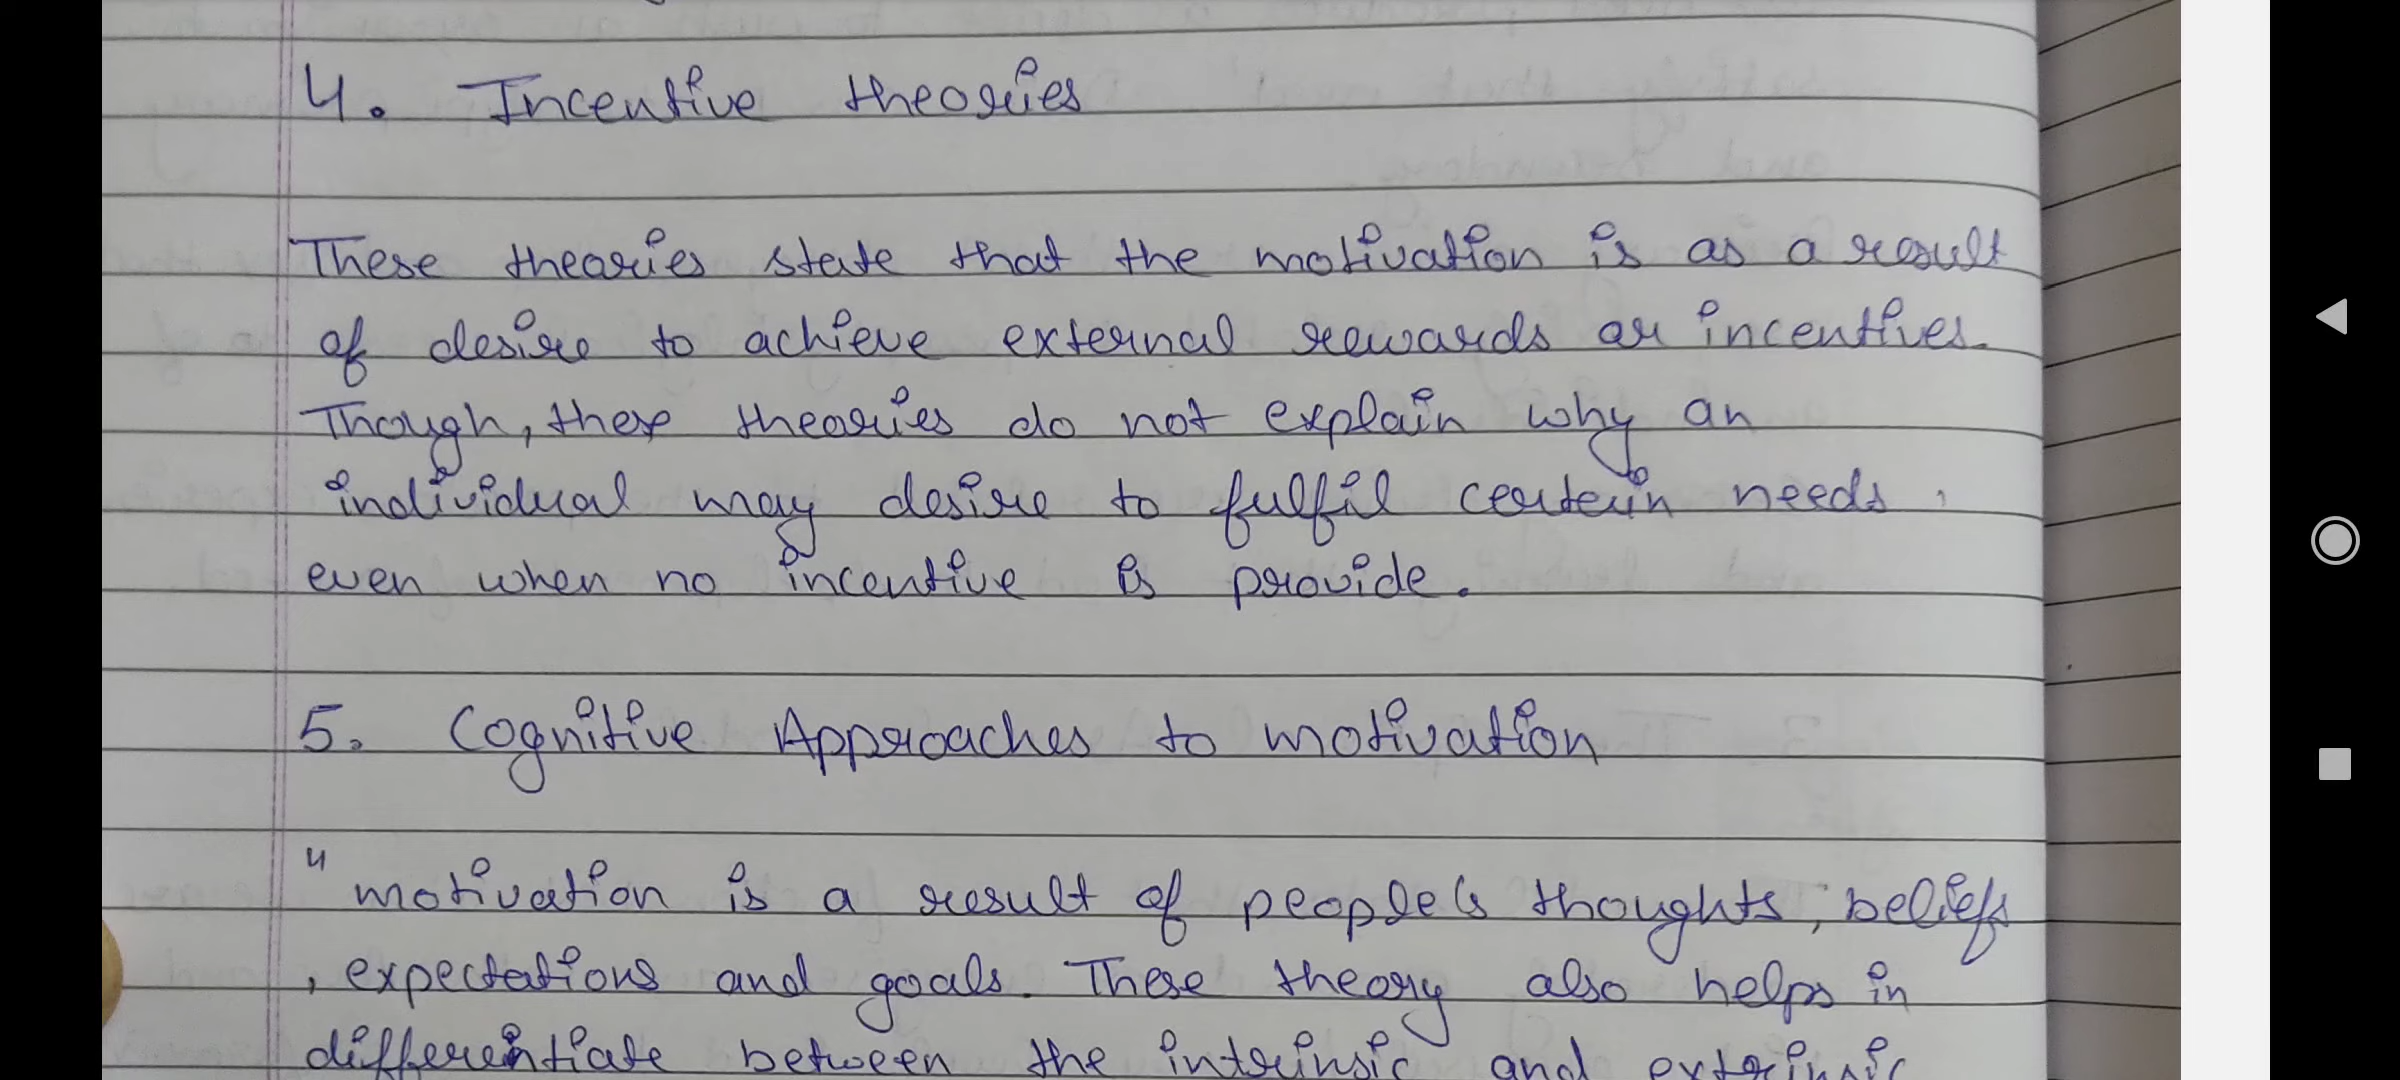 4. Incentive theories
These theories state that the motivation is as a result
of desire to achieve external rewards or incentives.
Though, these theories do not explain why an
individual may desire to fulfil certain needs
even when no incentive is provide.
5. Cognitive Approaches to motivation
" motivation is a result of people's thoughts, beliefs
, expectations and goals. These theory also helps in
differentiate between the intrinsic and extrinsic